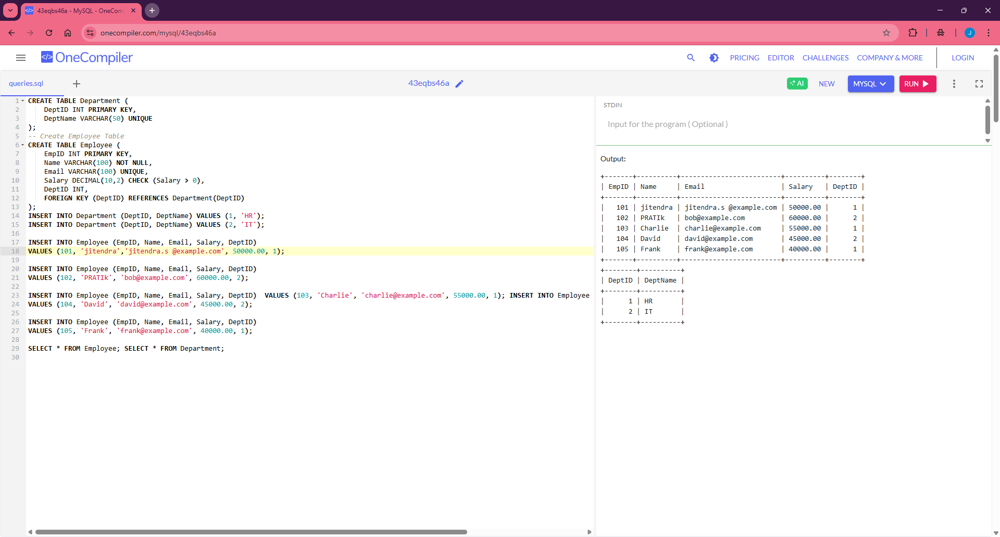 43eqbs46a - MySQL - OneCom
onecompiler.com/mysql/43eqbs46a
J
</> OneCompiler
PRICING EDITOR CHALLENGES COMPANY & MORE LOGIN
queries.sql
43eqbs46a
AI NEW MYSQL RUN
1 CREATE TABLE Department (
2 DeptID INT PRIMARY KEY,
3 DeptName VARCHAR(50) UNIQUE
4 );
5 -- Create Employee Table
6 CREATE TABLE Employee (
7 EmpID INT PRIMARY KEY,
8 Name VARCHAR(100) NOT NULL,
9 Email VARCHAR(100) UNIQUE,
10 Salary DECIMAL(10,2) CHECK (Salary > 0),
11 DeptID INT,
12 FOREIGN KEY (DeptID) REFERENCES Department(DeptID)
13 );
14 INSERT INTO Department (DeptID, DeptName) VALUES (1, 'HR');
15 INSERT INTO Department (DeptID, DeptName) VALUES (2, 'IT');
16
17 INSERT INTO Employee (EmpID, Name, Email, Salary, DeptID)
18 VALUES (101, 'jitendra','jitendra.s @example.com', 50000.00, 1);
19
20 INSERT INTO Employee (EmpID, Name, Email, Salary, DeptID)
21 VALUES (102, 'PRATIk', 'bob@example.com', 60000.00, 2);
22
23 INSERT INTO Employee (EmpID, Name, Email, Salary, DeptID)  VALUES (103, 'Charlie', 'charlie@example.com', 55000.00, 1); INSERT INTO Employee
24 VALUES (104, 'David', 'david@example.com', 45000.00, 2);
25
26 INSERT INTO Employee (EmpID, Name, Email, Salary, DeptID)
27 VALUES (105, 'Frank', 'frank@example.com', 40000.00, 1);
28
29 SELECT * FROM Employee; SELECT * FROM Department;
30
STDIN
Input for the program ( Optional )
Output:
+-------+----------+-------------------------+----------+--------+
| EmpID | Name     | Email                   | Salary   | DeptID |
+-------+----------+-------------------------+----------+--------+
|   101 | jitendra | jitendra.s @example.com | 50000.00 |      1 |
|   102 | PRATIk   | bob@example.com         | 60000.00 |      2 |
|   103 | Charlie  | charlie@example.com     | 55000.00 |      1 |
|   104 | David    | david@example.com       | 45000.00 |      2 |
|   105 | Frank    | frank@example.com       | 40000.00 |      1 |
+-------+----------+-------------------------+----------+--------+
+--------+----------+
| DeptID | DeptName |
+--------+----------+
|      1 | HR       |
|      2 | IT       |
+--------+----------+